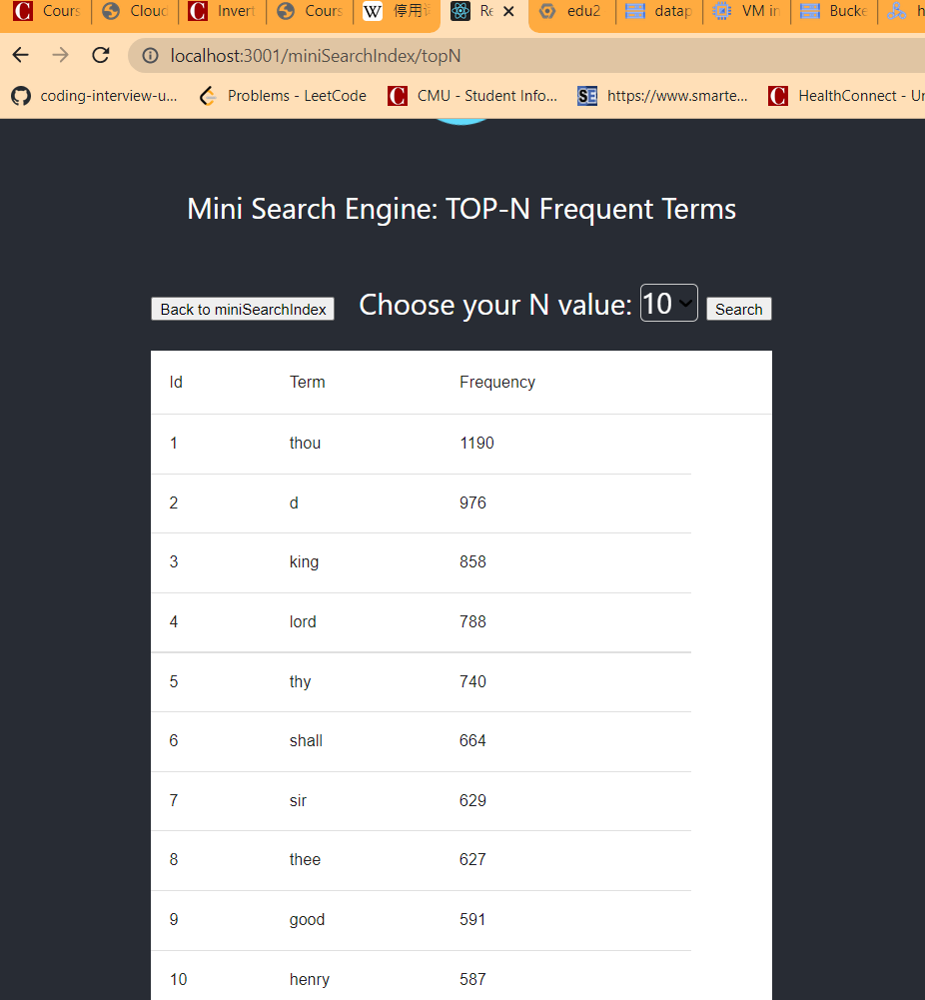 Cours Cloud Invert Cours 停用 Re edu2 datap VM in Bucke h
localhost:3001/miniSearchIndex/topN
coding-interview-u... Problems - LeetCode CMU - Student Info... https://www.smarte... HealthConnect - Un
Mini Search Engine: TOP-N Frequent Terms
Back to miniSearchIndex Choose your N value: 10 Search
Id Term Frequency
1 thou 1190
2 d 976
3 king 858
4 lord 788
5 thy 740
6 shall 664
7 sir 629
8 thee 627
9 good 591
10 henry 587